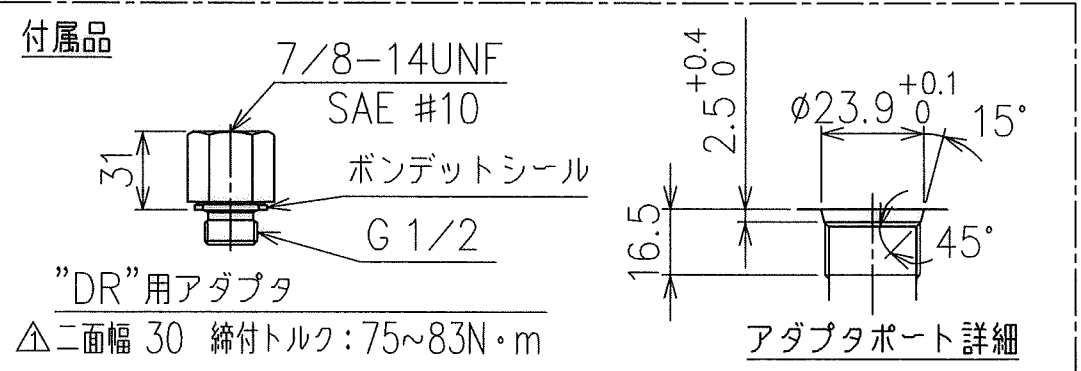 付属品
7/8-14UNF
SAE #10
31
ボンデットシール
G 1/2
"DR"用アダプタ
⚠1 二面幅 30 締付トルク:75~83N・m
2.5 +0.4 0
φ23.9 +0.1 0
15°
16.5
45°
アダプタポート詳細